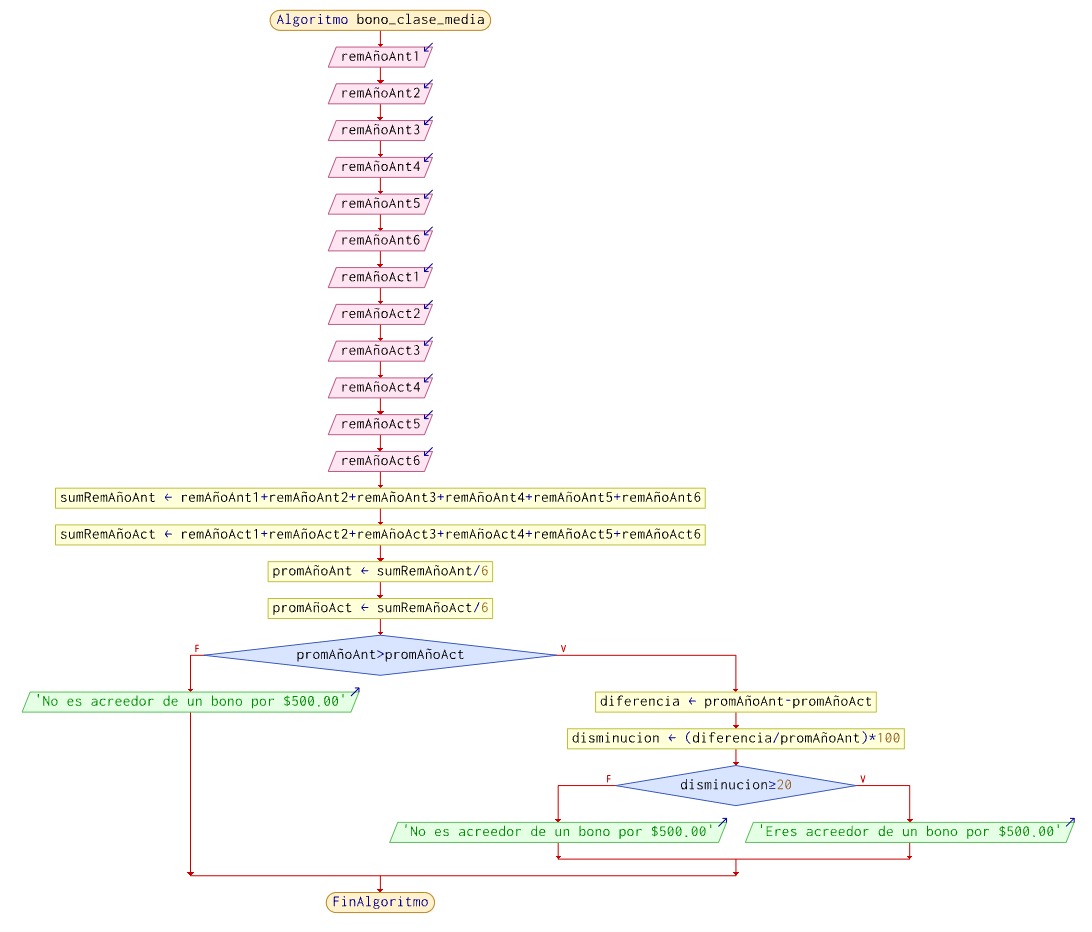 Algoritmo bono_clase_media
remAñoAnt1
remAñoAnt2
remAñoAnt3
remAñoAnt4
remAñoAnt5
remAñoAnt6
remAñoAct1
remAñoAct2
remAñoAct3
remAñoAct4
remAñoAct5
remAñoAct6
sumRemAñoAnt ← remAñoAnt1+remAñoAnt2+remAñoAnt3+remAñoAnt4+remAñoAnt5+remAñoAnt6
sumRemAñoAct ← remAñoAct1+remAñoAct2+remAñoAct3+remAñoAct4+remAñoAct5+remAñoAct6
promAñoAnt ← sumRemAñoAnt/6
promAñoAct ← sumRemAñoAct/6
F
promAñoAnt>promAñoAct
V
'No es acreedor de un bono por $500.00'
diferencia ← promAñoAnt-promAñoAct
disminucion ← (diferencia/promAñoAnt)*100
F
disminucion≥20
V
'No es acreedor de un bono por $500.00'
'Eres acreedor de un bono por $500.00'
FinAlgoritmo